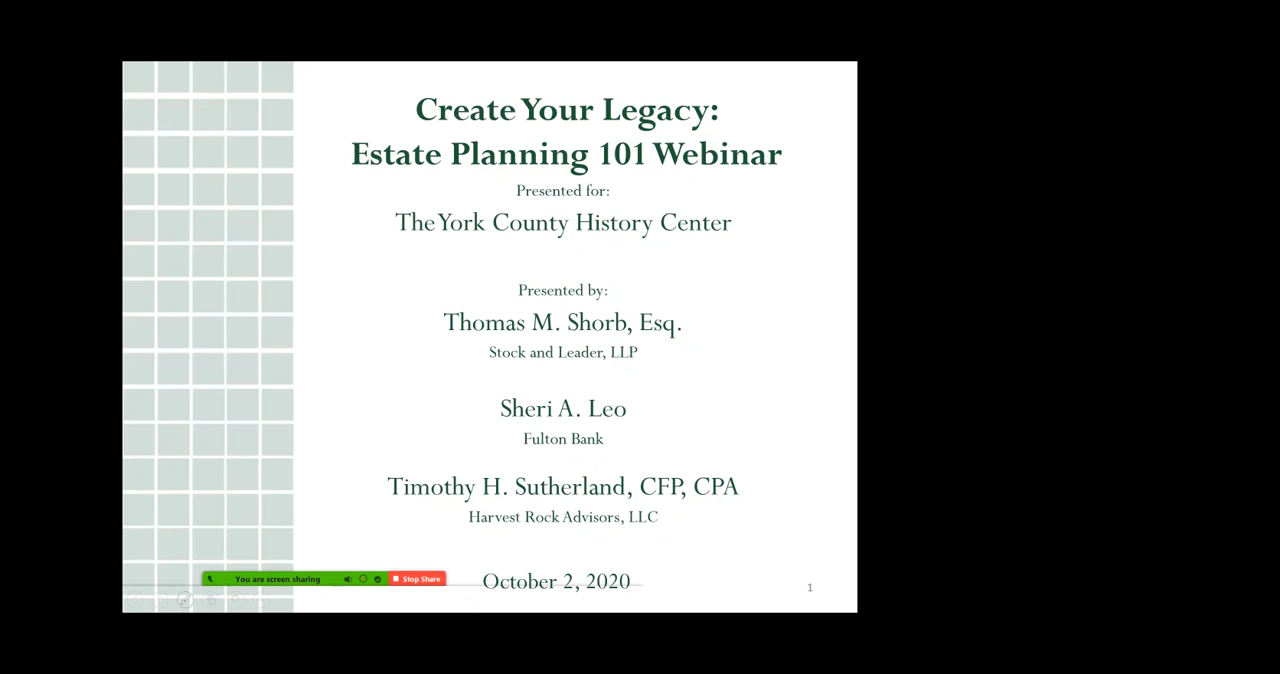 Create Your Legacy:
Estate Planning 101 Webinar
Presented for:
The York County History Center
Presented by:
Thomas M. Shorb, Esq.
Stock and Leader, LLP
Sheri A. Leo
Fulton Bank
Timothy H. Sutherland, CFP, CPA
Harvest Rock Advisors, LLC
You are screen sharing
Stop Share
October 2, 2020
1